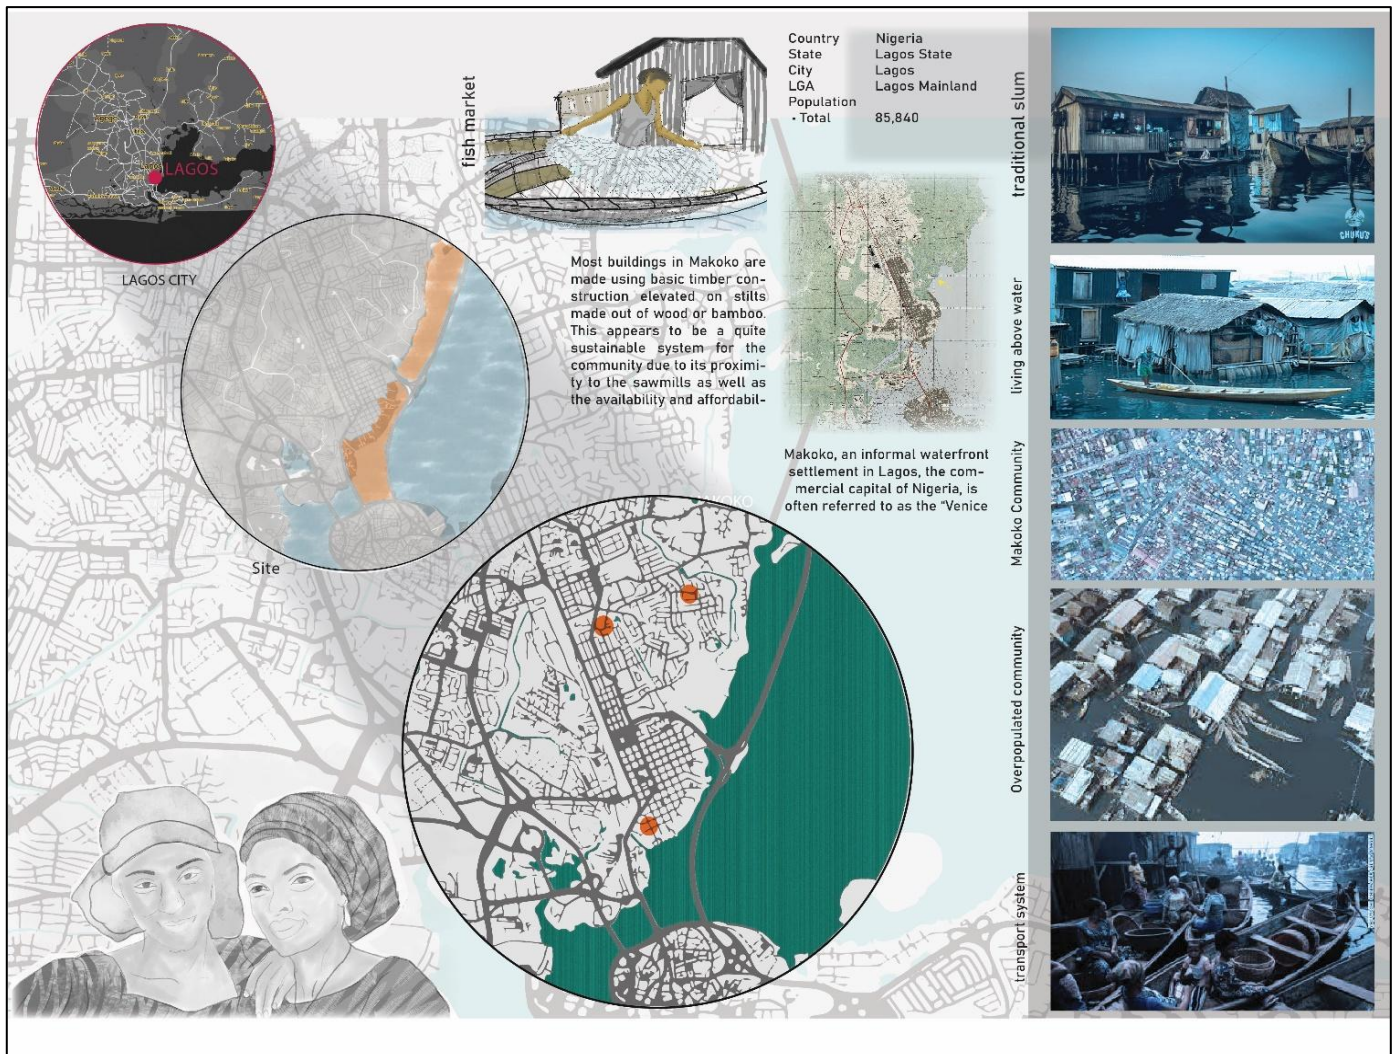 LAGOS
LAGOS CITY
Site
fish market
Most buildings in Makoko are
made using basic timber con-
struction elevated on stilts
made out of wood or bamboo.
This appears to be a quite
sustainable system for the
community due to its proximi-
ty to the sawmills as well as
the availability and affordabil-
Country Nigeria
State Lagos State
City Lagos
LGA Lagos Mainland
Population
- Total 85,840
Makoko, an informal waterfront
settlement in Lagos, the com-
mercial capital of Nigeria, is
often referred to as the "Venice
traditional slum
living above water
Makoko Community
Overpopulated community
transport system
CHUKU'S